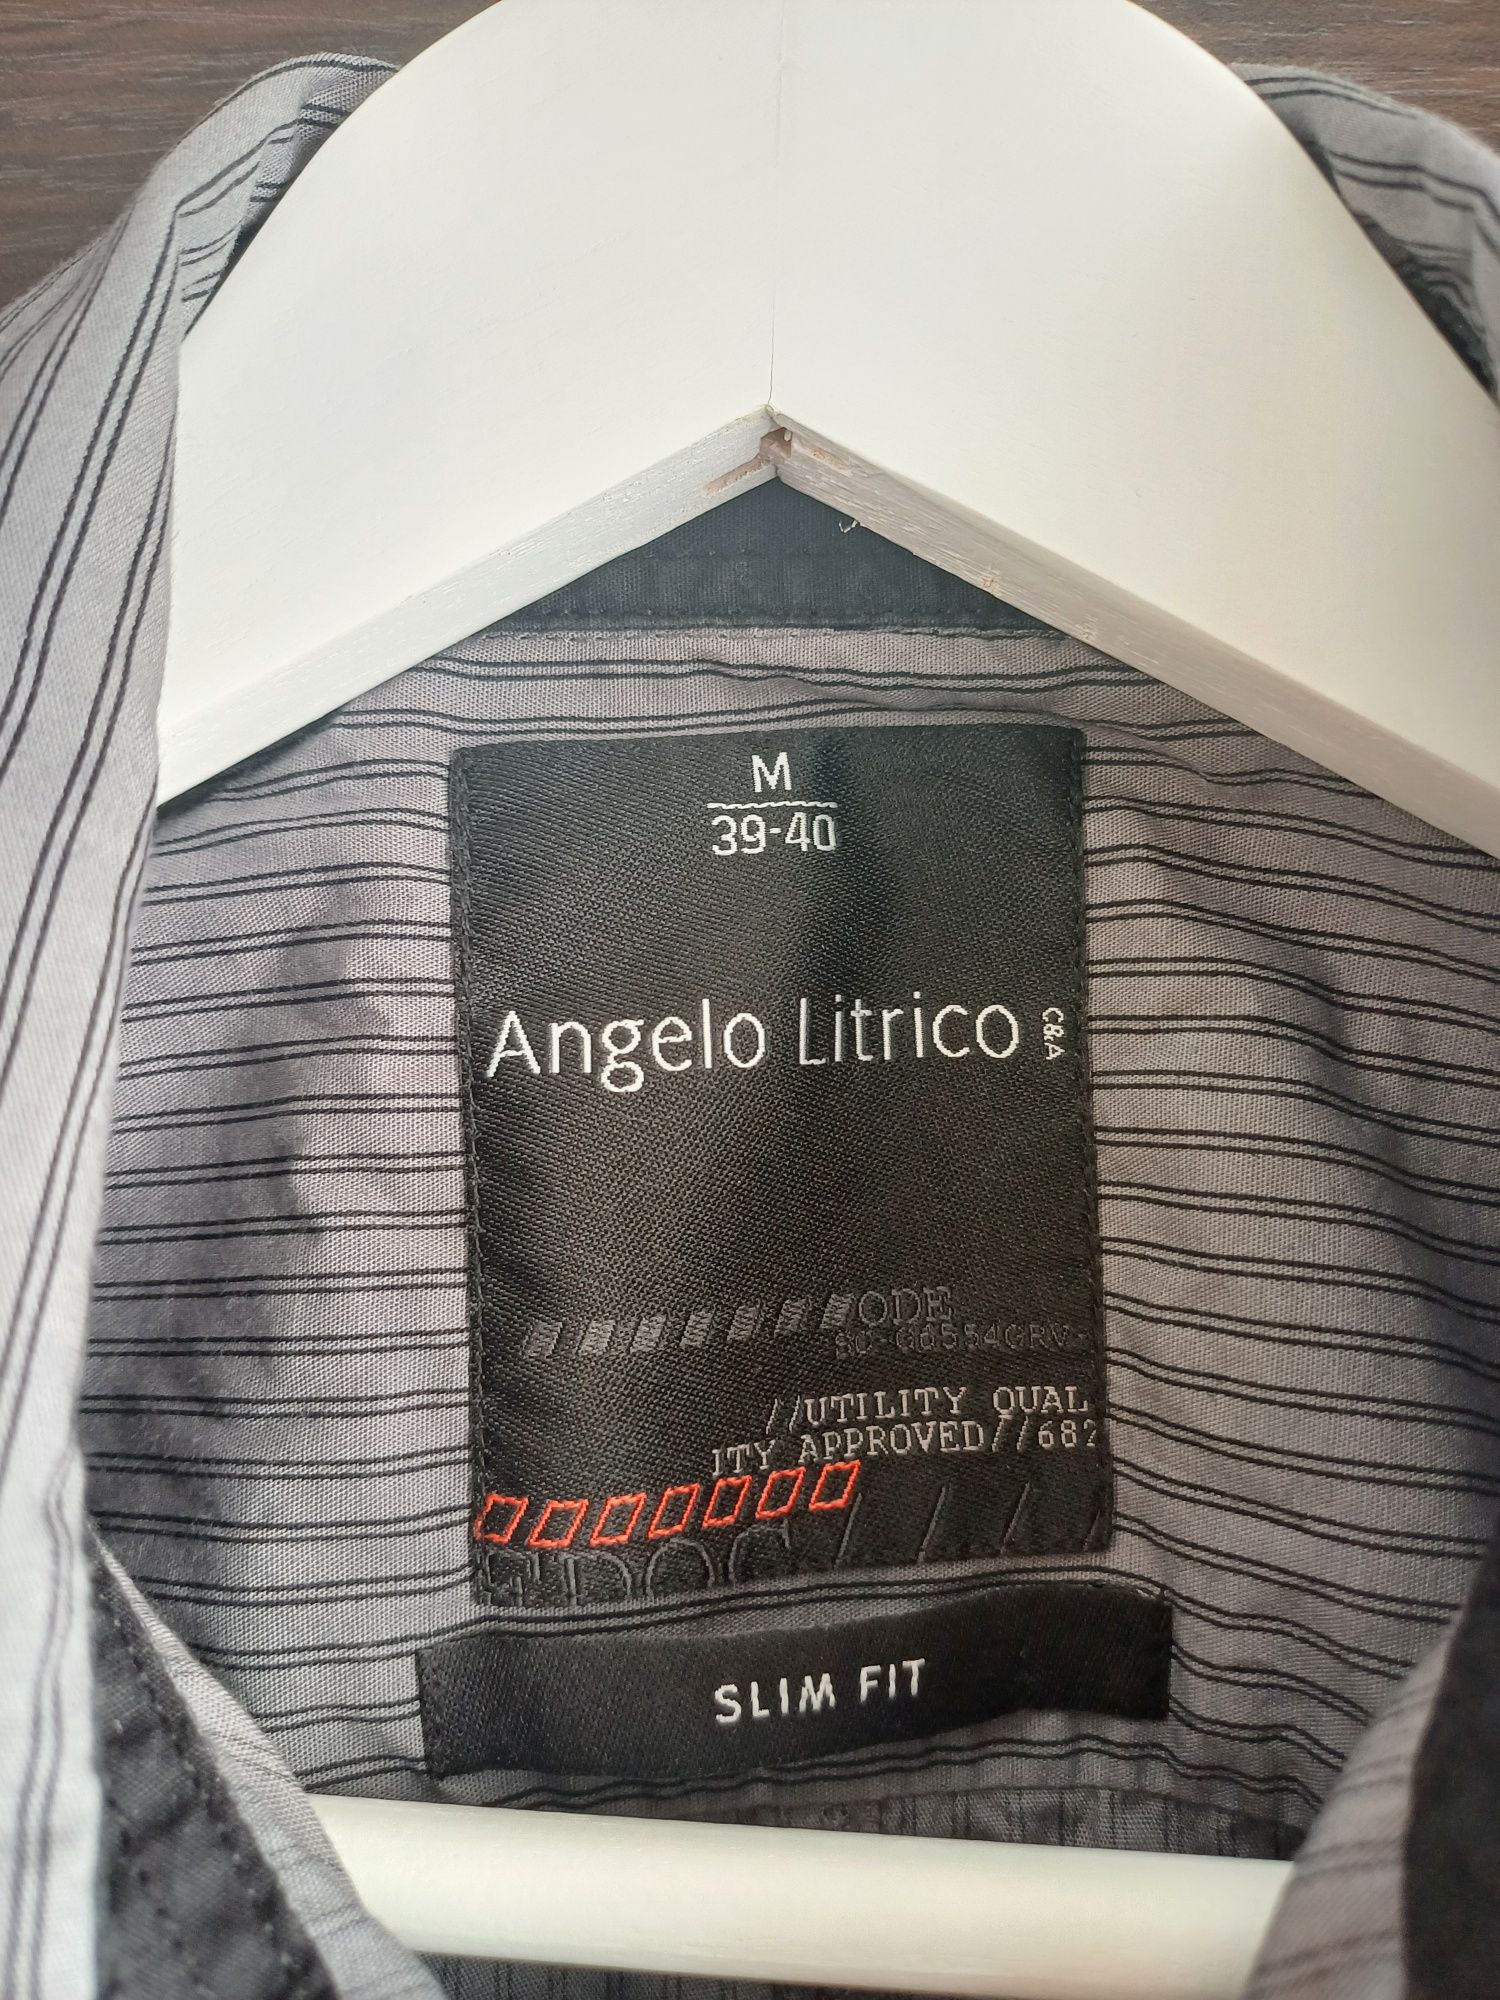 M
39-40
Angelo Litrico C&A
ODE
//UTILITY QUAL
ITY APPROVED//682
SLIM FIT